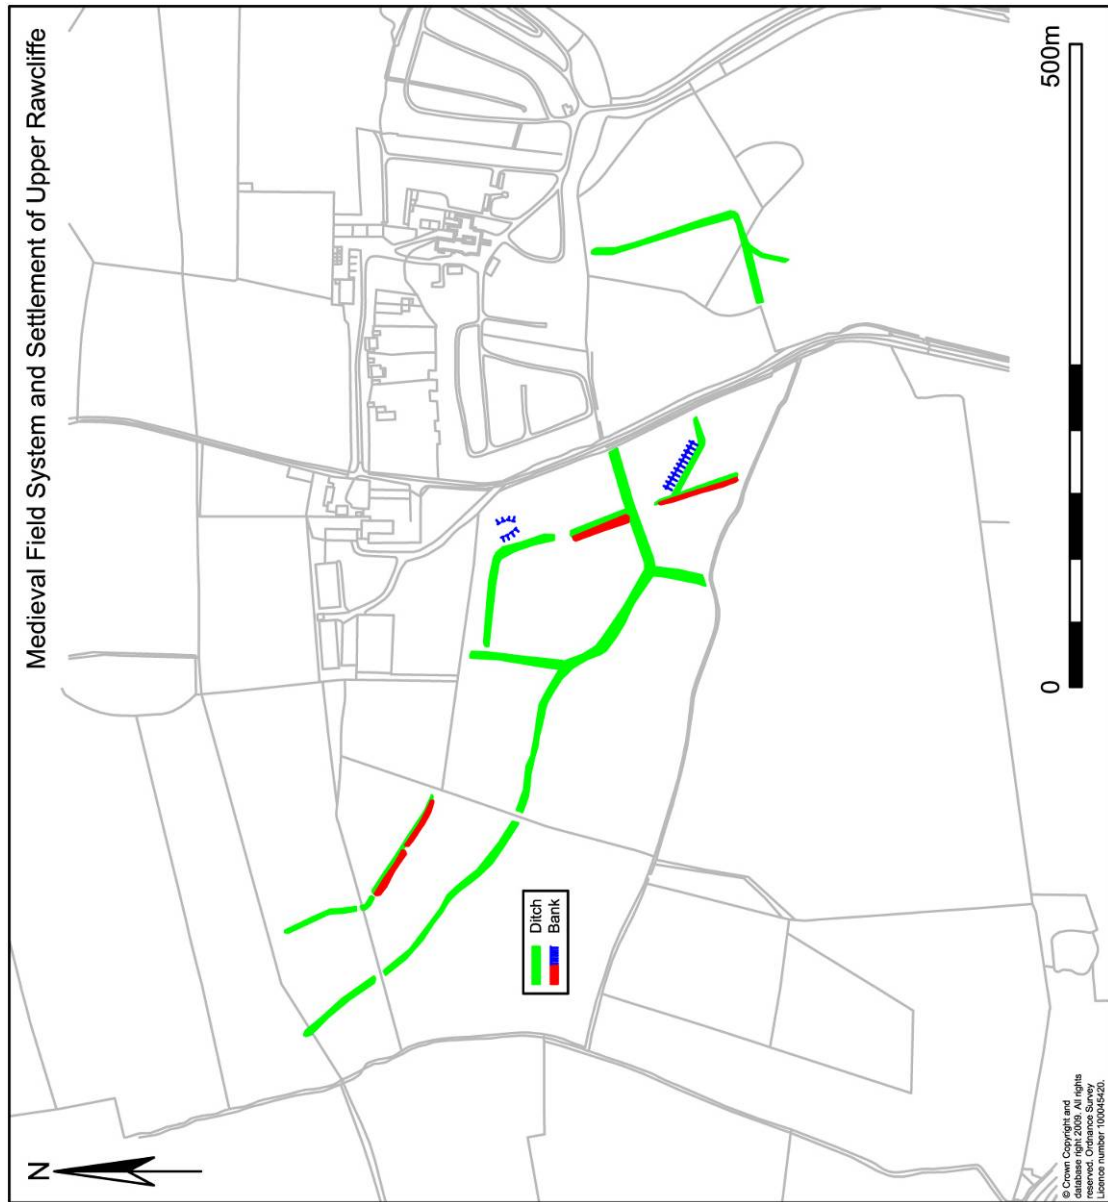 Medieval Field System and Settlement of Upper Rawcliffe
N
Ditch
Bank
0
500m
© Crown Copyright and
database right 2009. All rights
reserved. Ordnance Survey
Licence number 100045420.